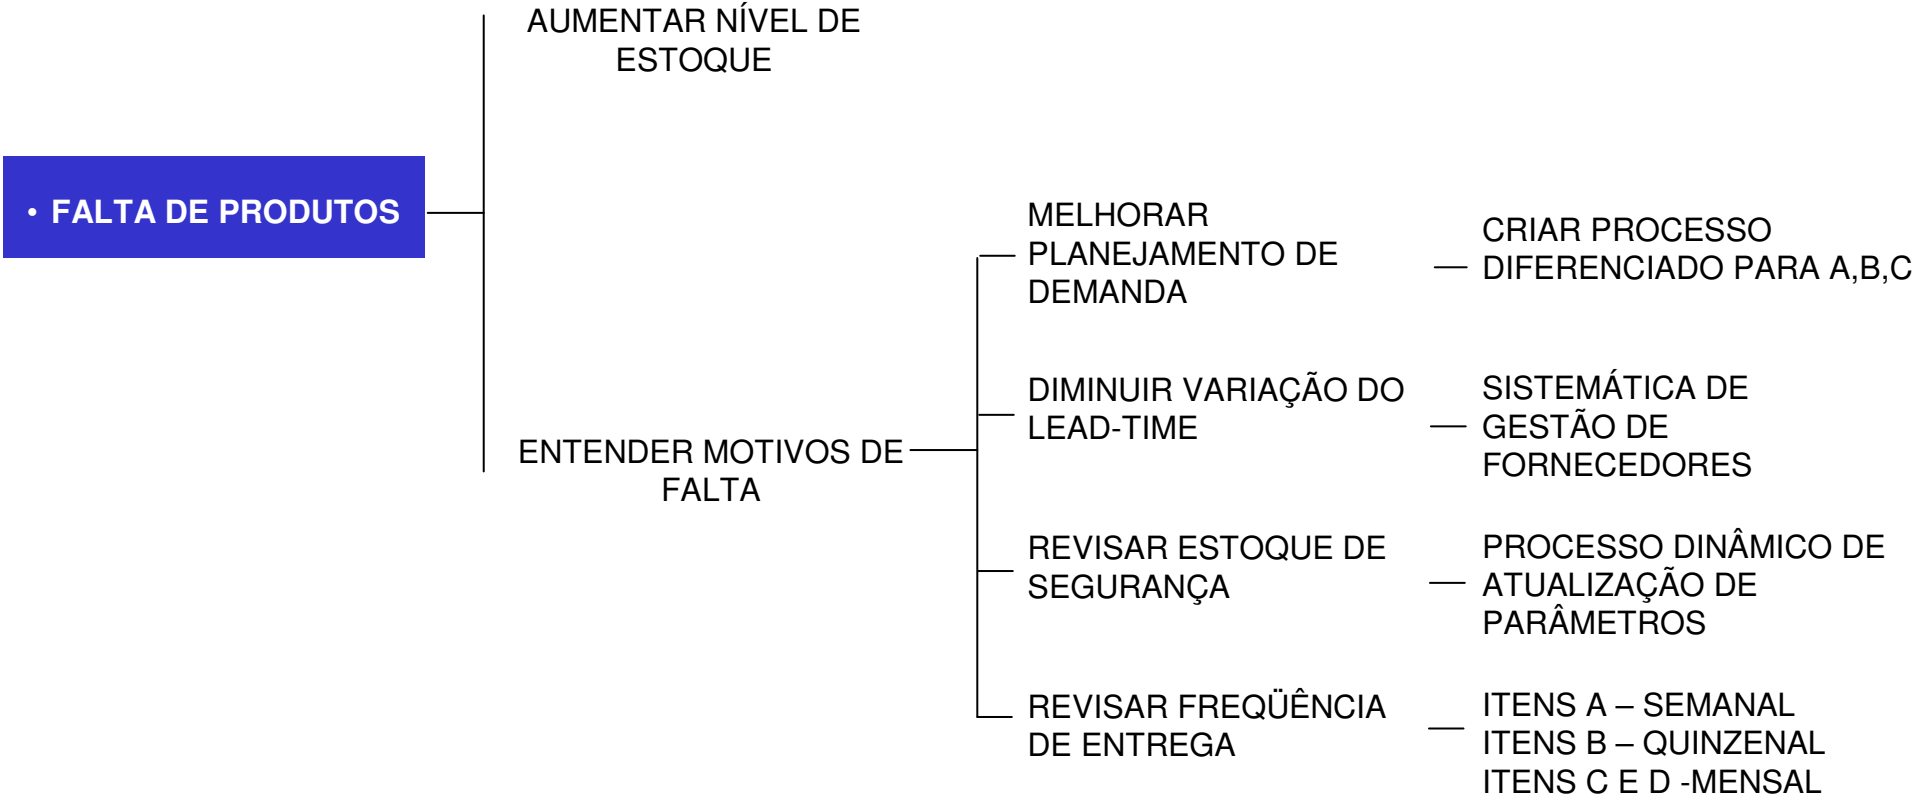 AUMENTAR NÍVEL DE
ESTOQUE
• FALTA DE PRODUTOS
ENTENDER MOTIVOS DE
FALTA
MELHORAR
PLANEJAMENTO DE
DEMANDA
CRIAR PROCESSO
DIFERENCIADO PARA A,B,C
DIMINUIR VARIAÇÃO DO
LEAD-TIME
SISTEMÁTICA DE
GESTÃO DE
FORNECEDORES
REVISAR ESTOQUE DE
SEGURANÇA
PROCESSO DINÂMICO DE
ATUALIZAÇÃO DE
PARÂMETROS
REVISAR FREQÜÊNCIA
DE ENTREGA
ITENS A – SEMANAL
ITENS B – QUINZENAL
ITENS C E D -MENSAL